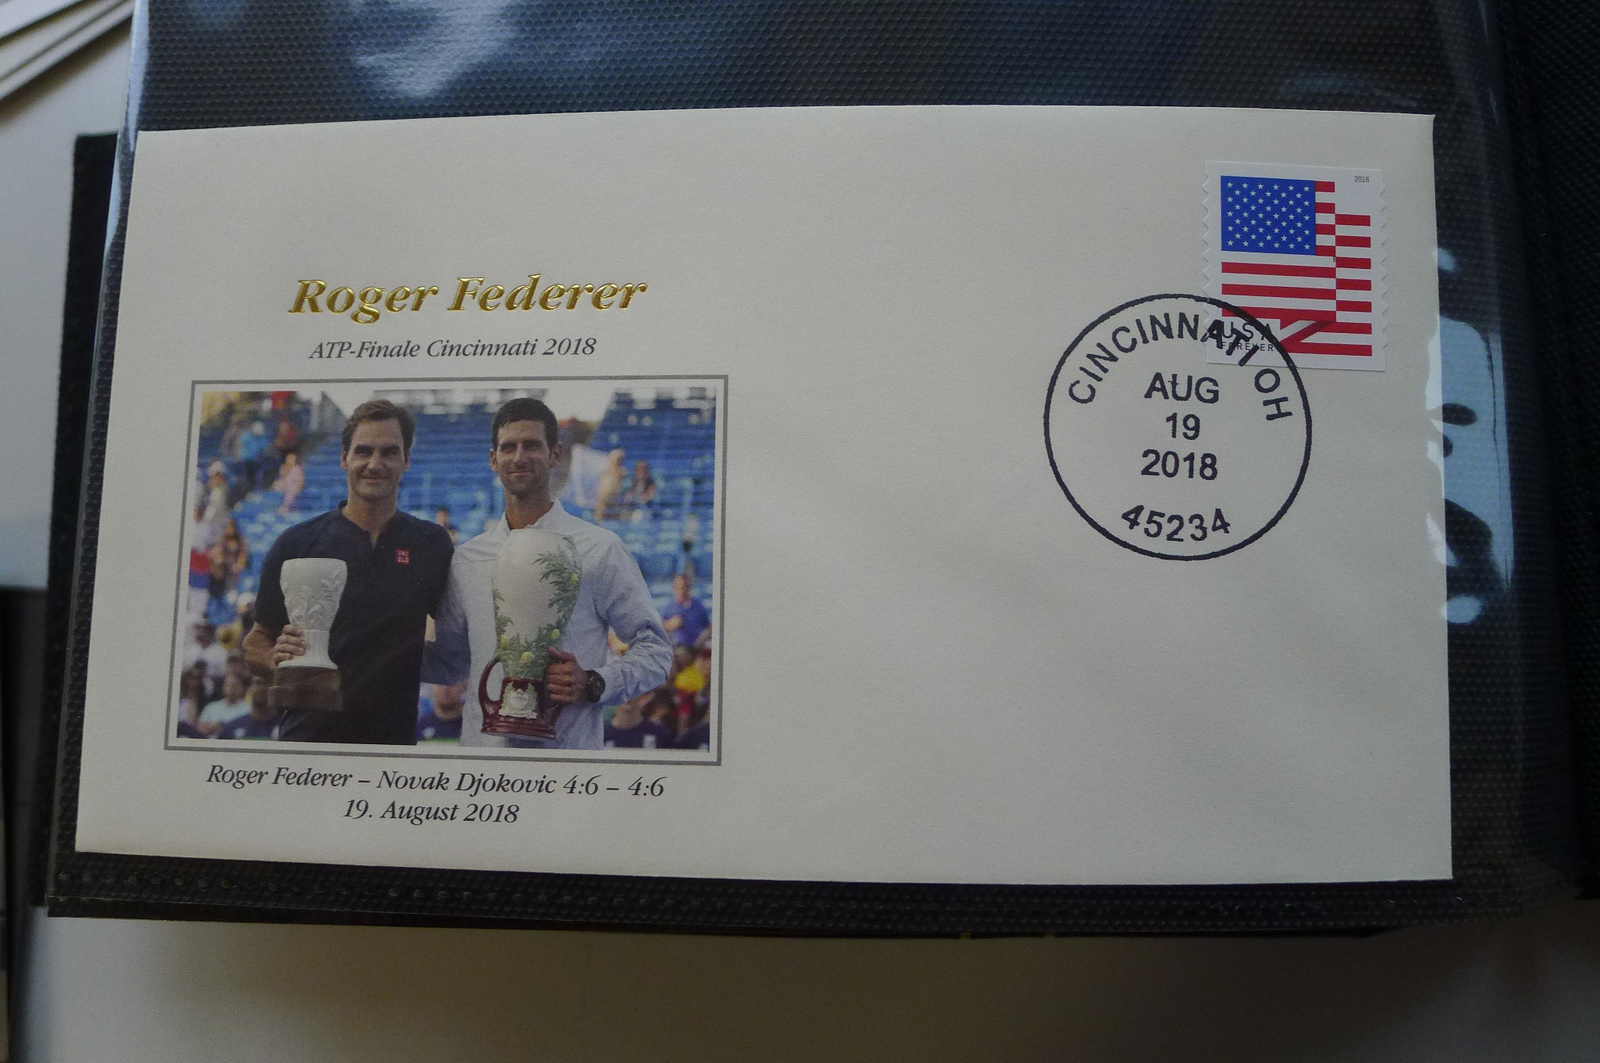 Roger Federer
ATP-Finale Cincinnati 2018
Roger Federer – Novak Djokovic 4:6 – 4:6
19. August 2018
2018
USA
FOREVER
CINCINNATI OH
AUG
19
2018
45234